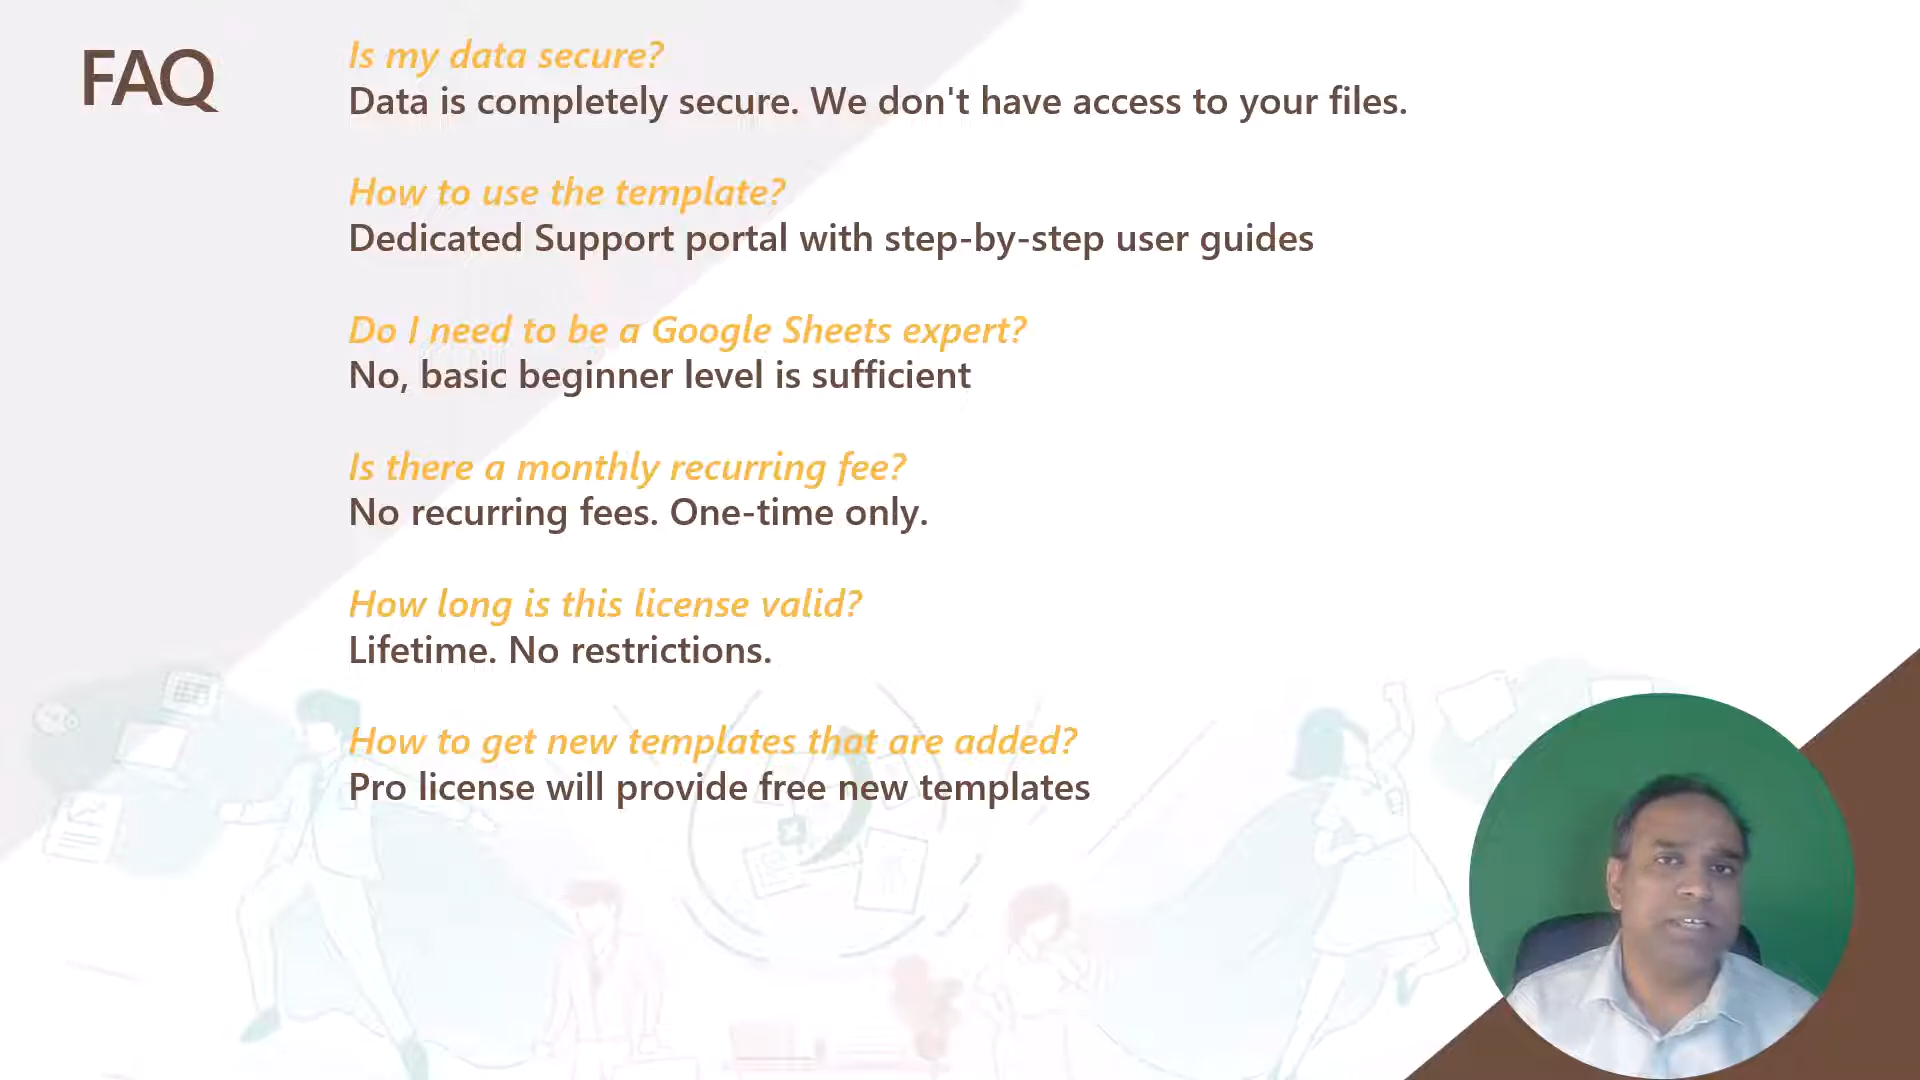 FAQ
Is my data secure?
Data is completely secure. We don't have access to your files.
How to use the template?
Dedicated Support portal with step-by-step user guides
Do I need to be a Google Sheets expert?
No, basic beginner level is sufficient
Is there a monthly recurring fee?
No recurring fees. One-time only.
How long is this license valid?
Lifetime. No restrictions.
How to get new templates that are added?
Pro license will provide free new templates